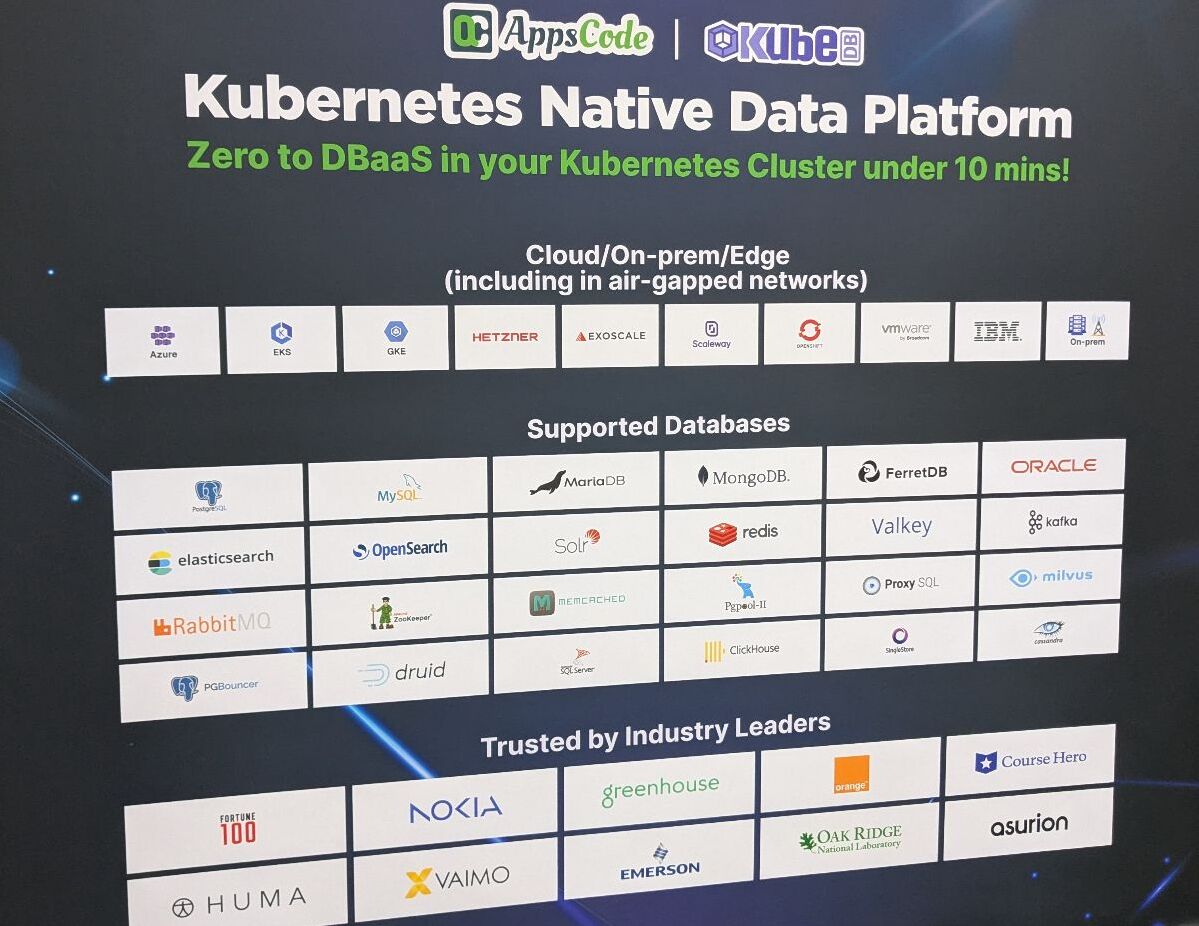 AppsCode | KubeDB
Kubernetes Native Data Platform
Zero to DBaaS in your Kubernetes Cluster under 10 mins!
Cloud/On-prem/Edge
(including in air-gapped networks)
Azure
EKS
GKE
HETZNER
EXOSCALE
Scaleway
OPENSHIFT
vmware
by Broadcom
IBM
On-prem
Supported Databases
PostgreSQL
MySQL
MariaDB
MongoDB.
FerretDB
ORACLE
elasticsearch
OpenSearch
Solr
redis
Valkey
kafka
RabbitMQ
APACHE
ZooKeeper
MEMCACHED
Pgpool-II
Proxy SQL
milvus
PGBouncer
druid
SQL Server
ClickHouse
SingleStore
cassandra
Trusted by Industry Leaders
FORTUNE
100
NOKIA
greenhouse
orange
Course Hero
HUMA
VAIMO
EMERSON
OAK RIDGE
National Laboratory
asurion